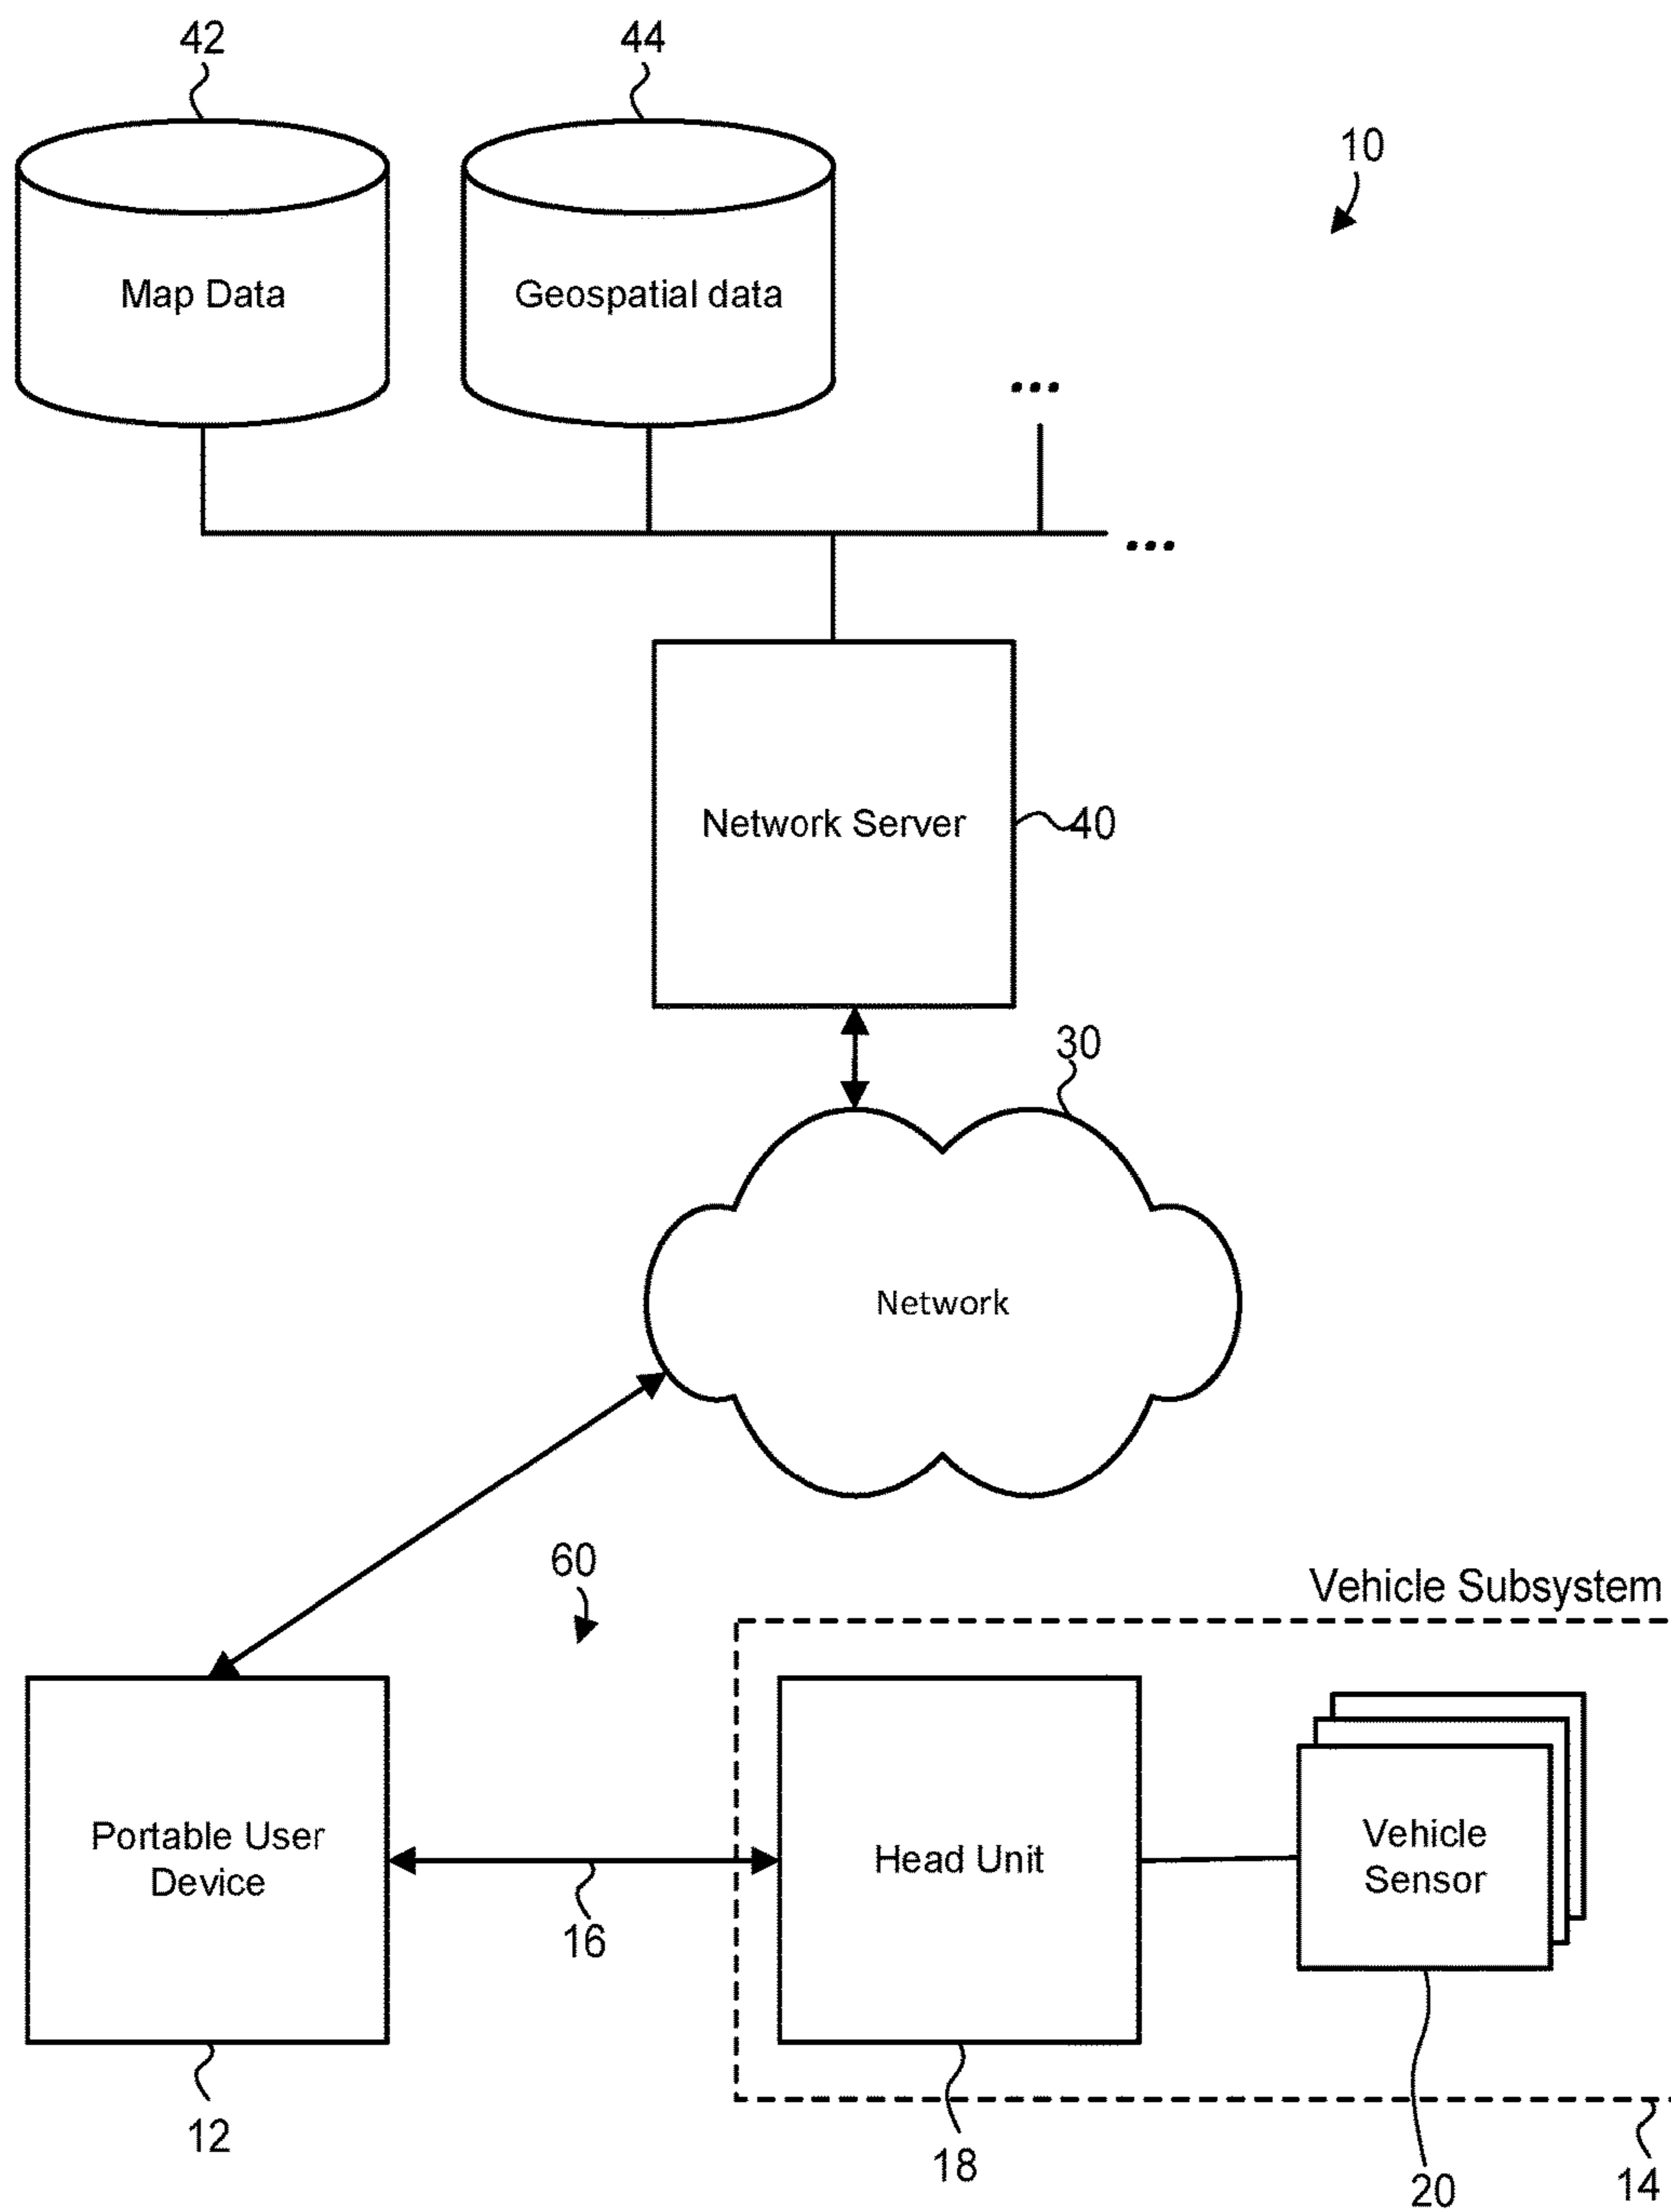 42
44
10
Map Data
Geospatial data
...
...
Network Server
40
30
Network
60
Vehicle Subsystem
Portable User
Device
Head Unit
Vehicle
Sensor
16
12
18
20
14